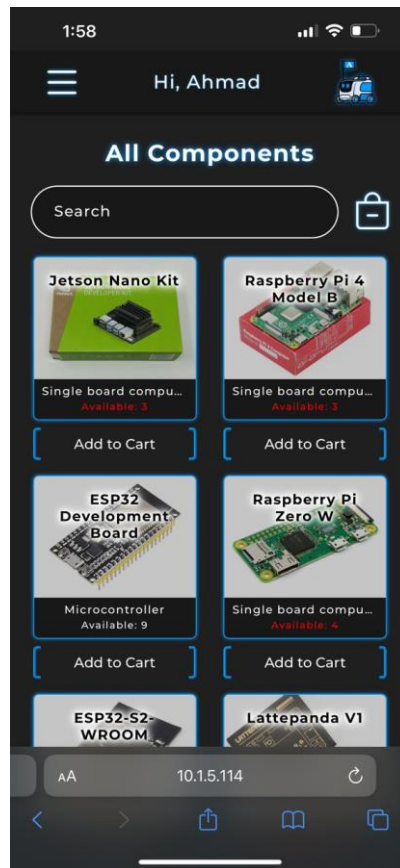 1:58
Hi, Ahmad
A
All Components
Search
Jetson Nano Kit
DEVELOPER KIT
Single board compu...
Available: 3
Add to Cart
Raspberry Pi 4
Model B
Single board compu...
Available: 3
Add to Cart
ESP32
Development
Board
Microcontroller
Available: 9
Add to Cart
Raspberry Pi
Zero W
Single board compu...
Available: 4
Add to Cart
ESP32-S2-
WROOM
Lattepanda V1
AA
10.1.5.114